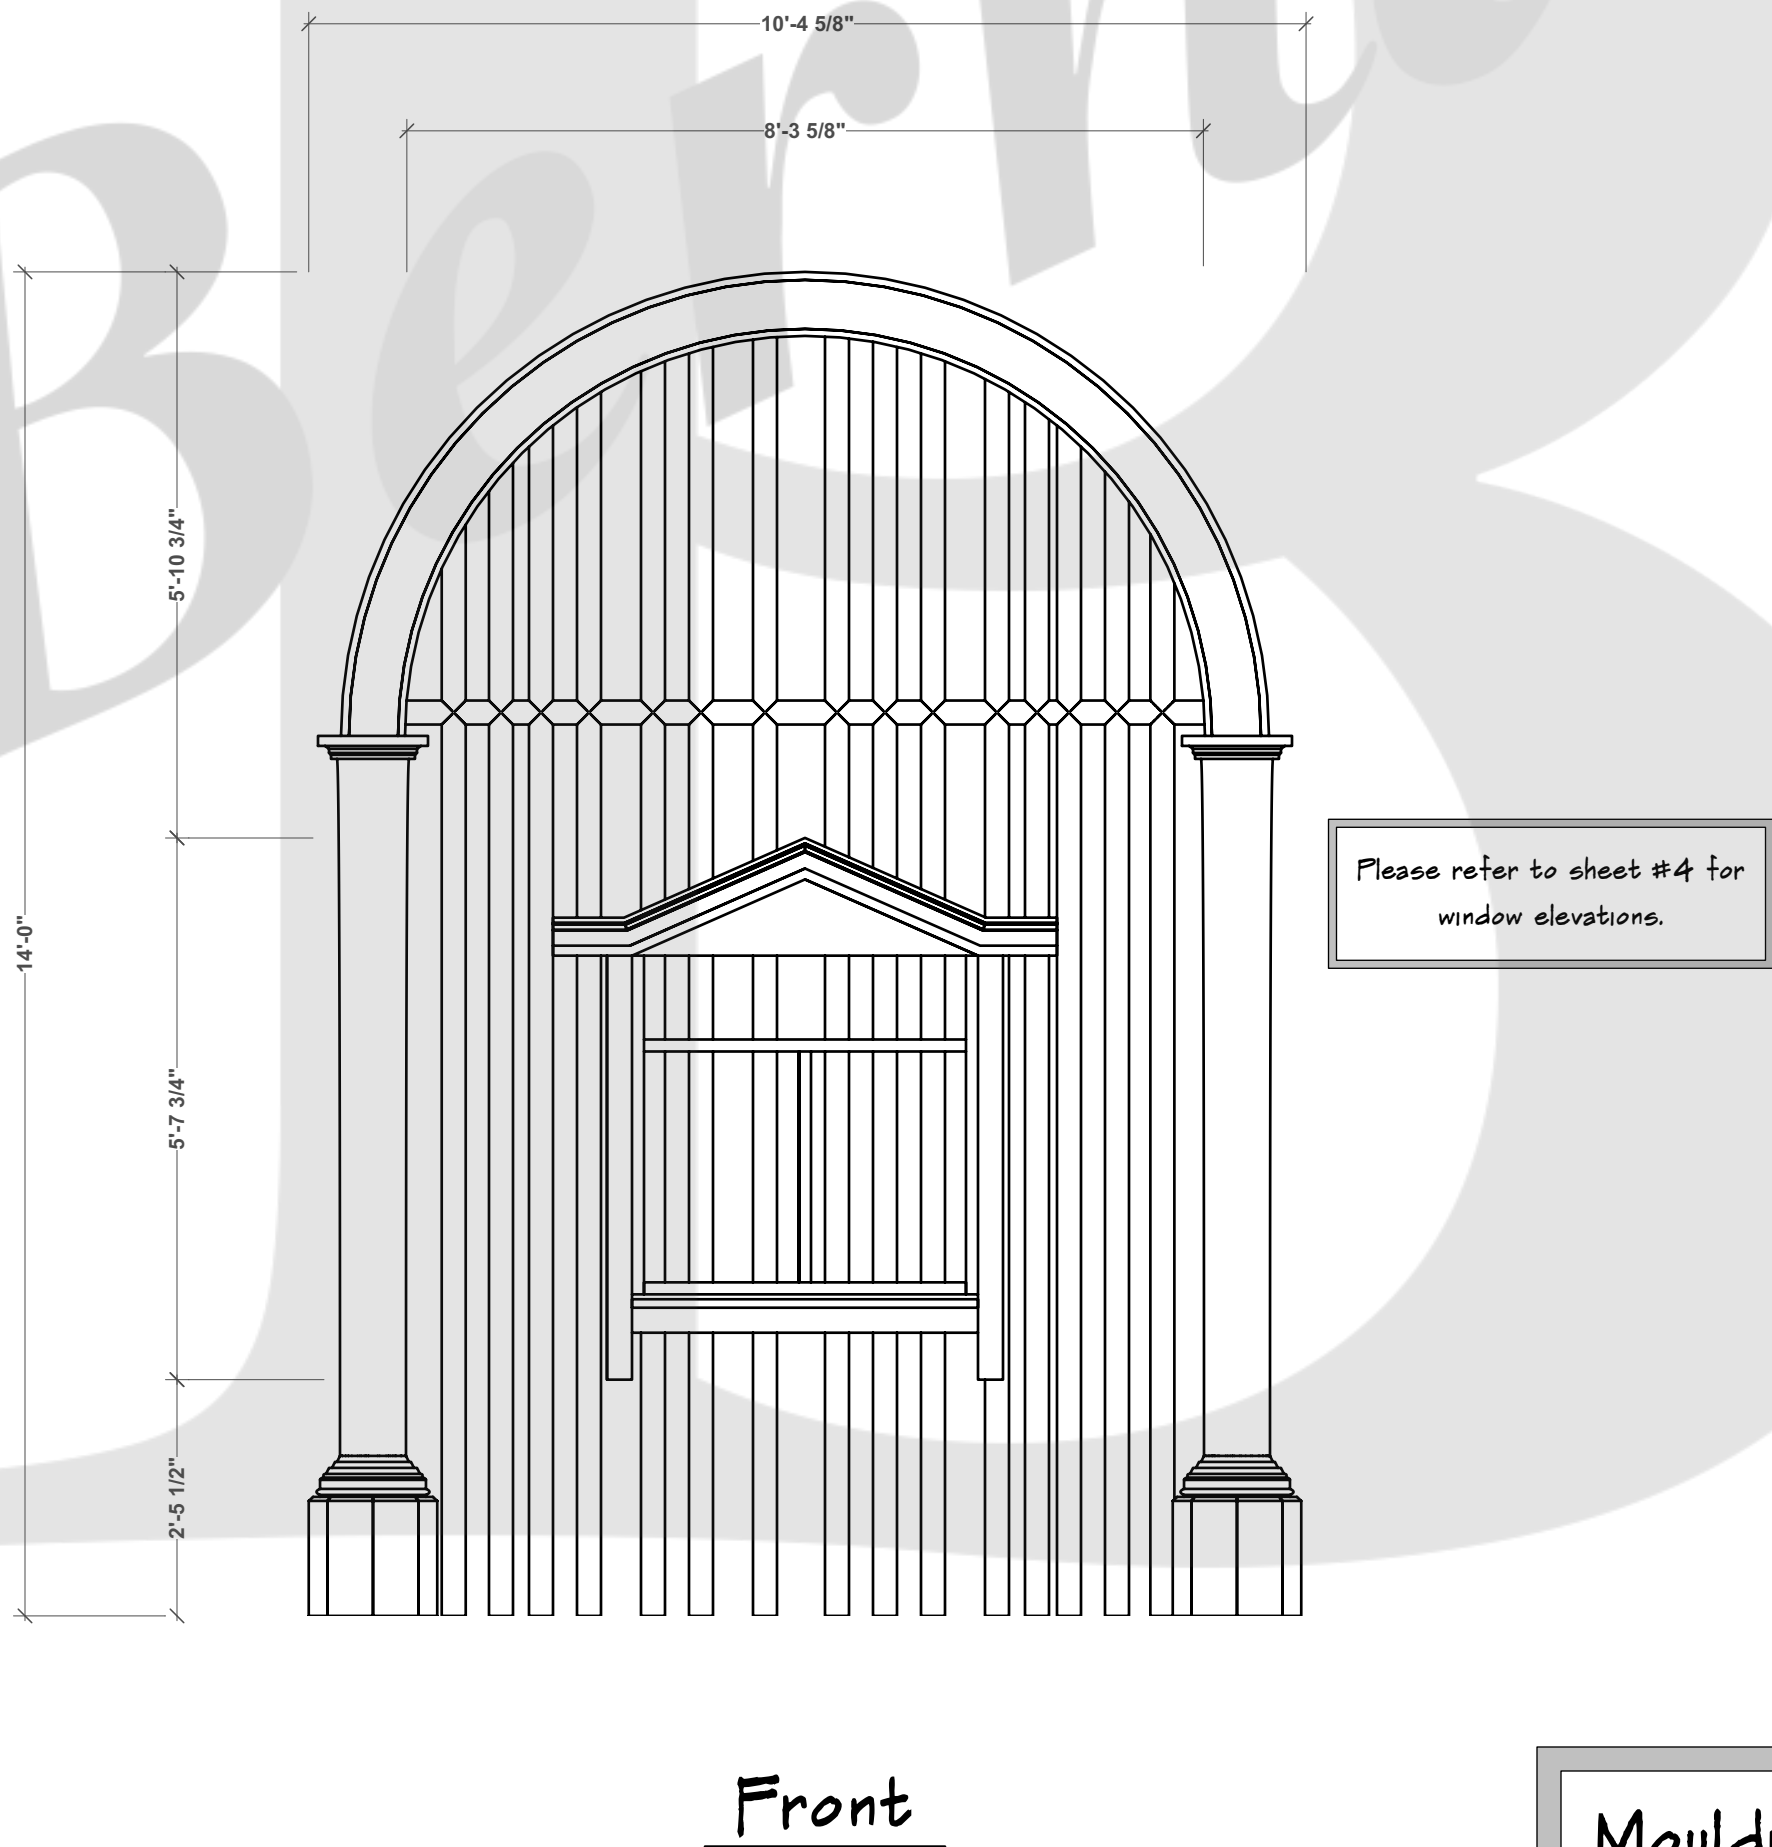 10'-4 5/8"
8'-3 5/8"
5'-10 3/4"
14'-0"
5'-7 3/4"
2'-5 1/2"
Please refer to sheet #4 for
window elevations.
Front